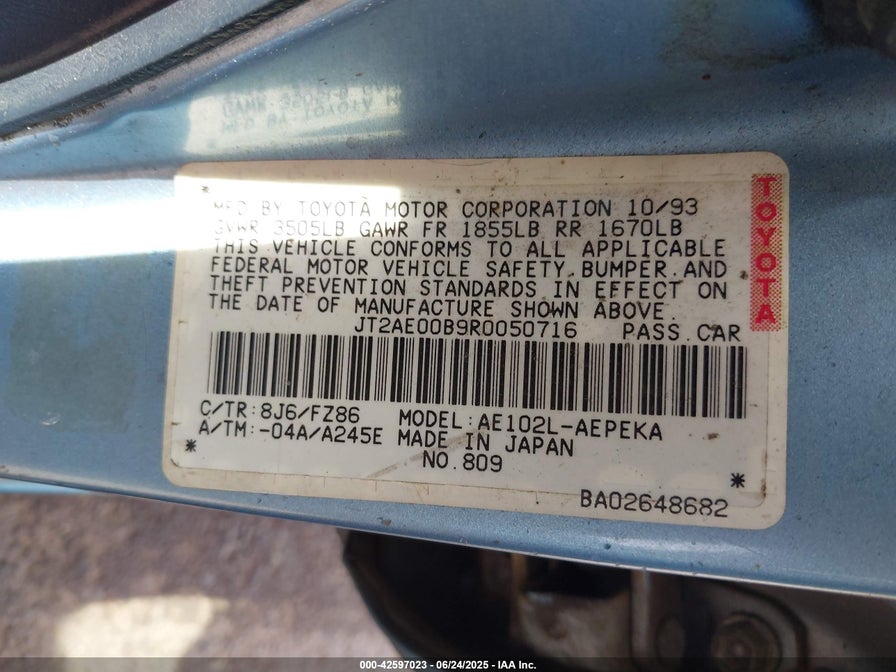 MFD BY TOYOTA MOTOR CORPORATION 10/93
GVWR 3505LB GAWR FR 1855LB RR 1670LB
THIS VEHICLE CONFORMS TO ALL APPLICABLE
FEDERAL MOTOR VEHICLE SAFETY.BUMPER.AND
THEFT PREVENTION STANDARDS IN EFFECT ON
THE DATE OF MANUFACTURE SHOWN ABOVE.
JT2AE00B9R0050716 PASS.CAR
TOYOTA
C/TR:8J6/FZ86 MODEL:AE102L-AEPEKA
A/TM:-04A/A245E MADE IN JAPAN
* NO.809 *
BA02648682
000-42597023 | 06/24/2025 - IAA Inc.